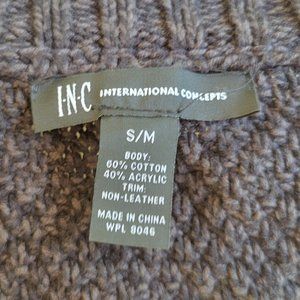 I·N·C INTERNATIONAL CONCEPTS
S/M
BODY:
60% COTTON
40% ACRYLIC
TRIM:
NON-LEATHER
MADE IN CHINA
WPL 8046